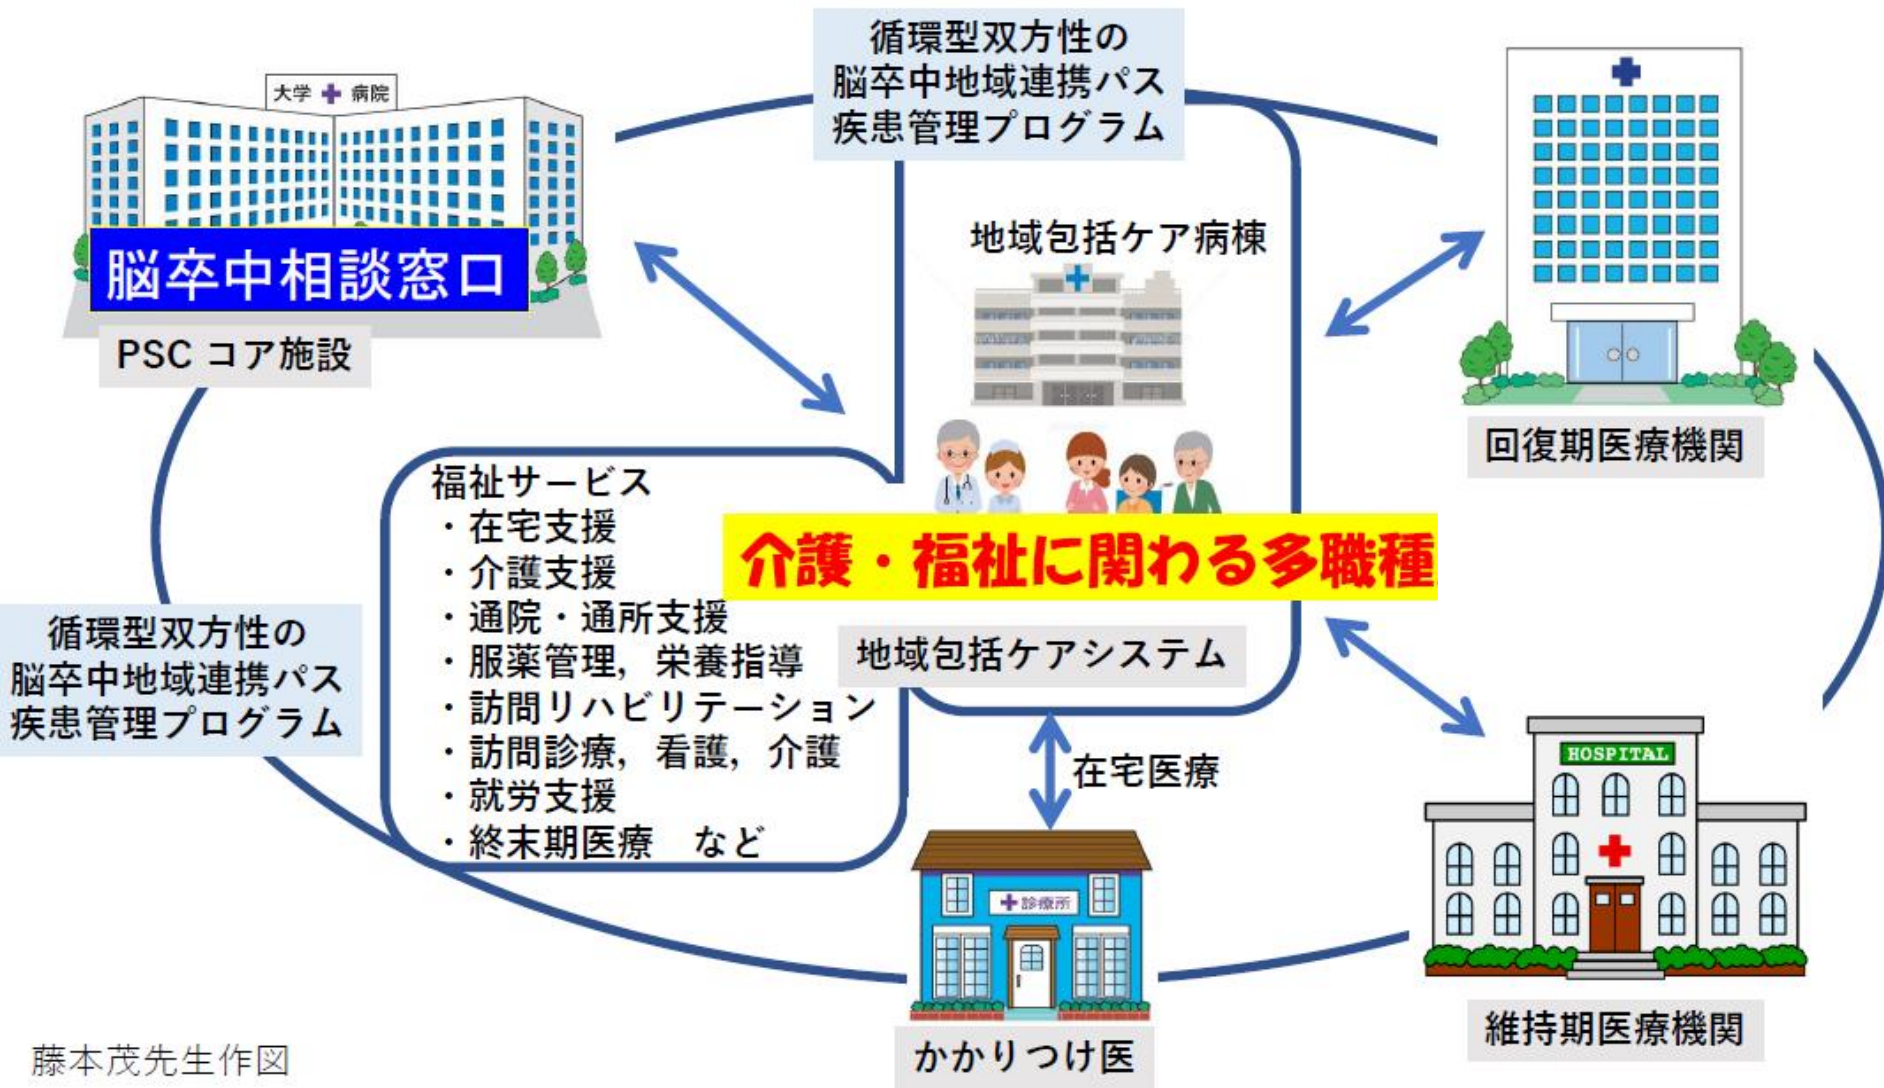 循環型双方性の
脳卒中地域連携パス
疾患管理プログラム
大学 病院
脳卒中相談窓口
PSC コア施設
地域包括ケア病棟
回復期医療機関
福祉サービス
・在宅支援
・介護支援
・通院・通所支援
・服薬管理，栄養指導
・訪問リハビリテーション
・訪問診療，看護，介護
・就労支援
・終末期医療　など
介護・福祉に関わる多職種
地域包括ケアシステム
循環型双方性の
脳卒中地域連携パス
疾患管理プログラム
在宅医療
HOSPITAL
診療所
かかりつけ医
維持期医療機関
藤本茂先生作図